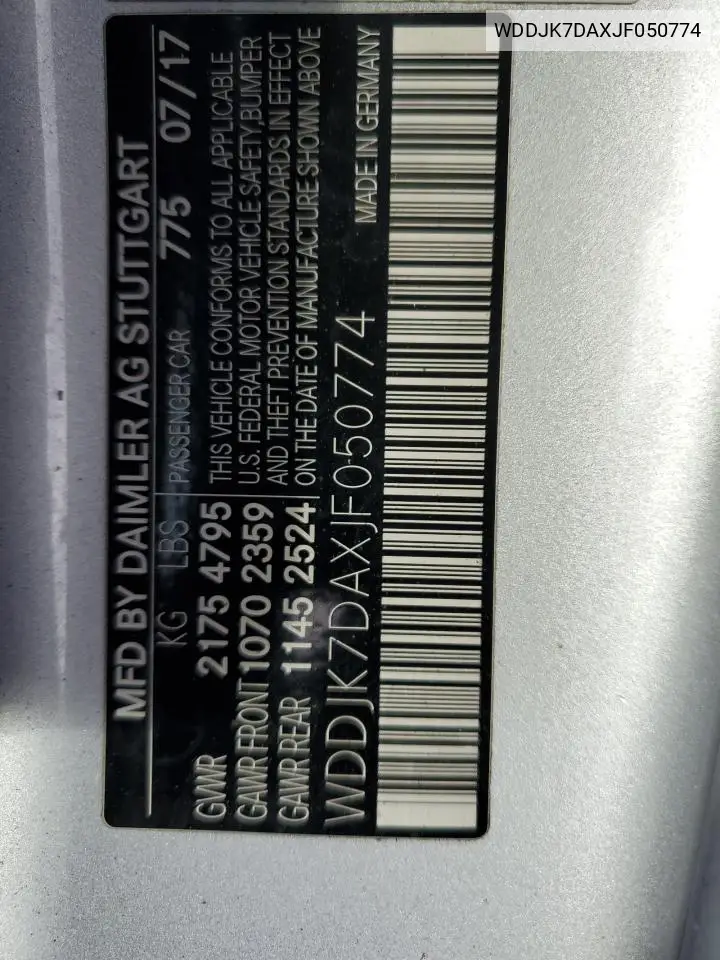 WDDJK7DAXJF050774
MFD BY DAIMLER AG STUTTGART
KG LBS PASSENGER CAR 775 07/17
GVWR 2175 4795 THIS VEHICLE CONFORMS TO ALL APPLICABLE
GAWR FRONT 1070 2359 U.S. FEDERAL MOTOR VEHICLE SAFETY, BUMPER
GAWR REAR 1145 2524 AND THEFT PREVENTION STANDARDS IN EFFECT
ON THE DATE OF MANUFACTURE SHOWN ABOVE
WDDJK7DAXJF050774 MADE IN GERMANY